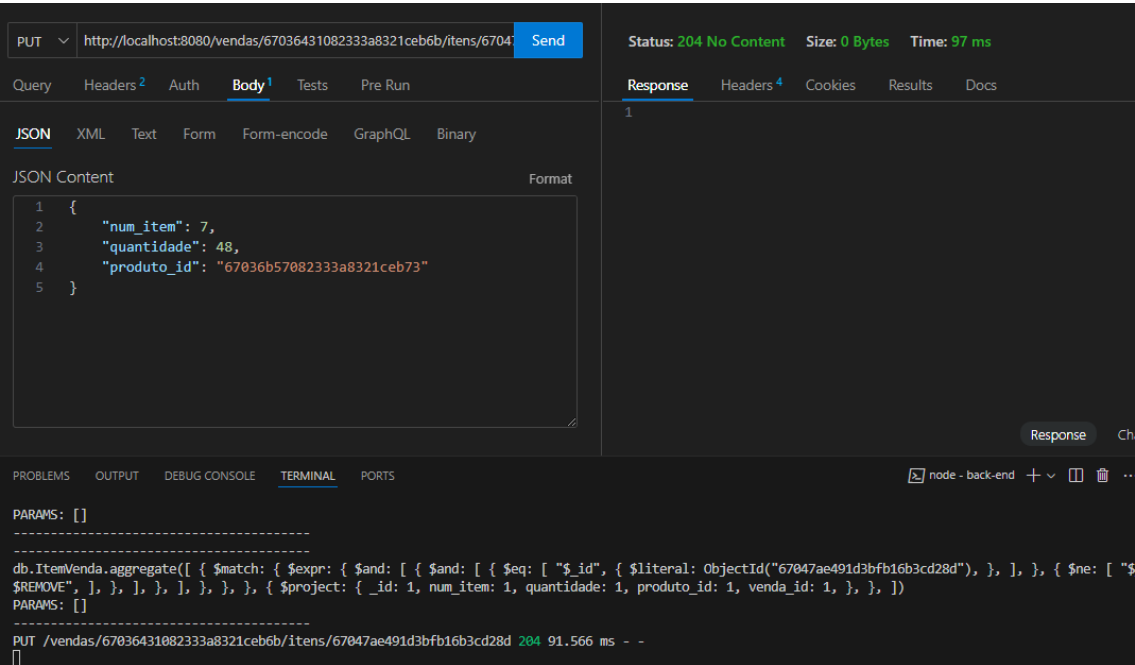 PUT http://localhost:8080/vendas/67036431082333a8321ceb6b/itens/6704 Send
Query Headers 2 Auth Body 1 Tests Pre Run
JSON XML Text Form Form-encode GraphQL Binary
JSON Content Format
1 {
2 "num_item": 7,
3 "quantidade": 48,
4 "produto_id": "67036b57082333a8321ceb73"
5 }
Status: 204 No Content Size: 0 Bytes Time: 97 ms
Response Headers 4 Cookies Results Docs
1
Response Ch
PROBLEMS OUTPUT DEBUG CONSOLE TERMINAL PORTS node - back-end
PARAMS: []
----------------------------------------
----------------------------------------
db.ItemVenda.aggregate([ { $match: { $expr: { $and: [ { $and: [ { $eq: [ "$_id", { $literal: ObjectId("67047ae491d3bfb16b3cd28d"), }, ], }, { $ne: [ "$
$REMOVE", ], }, ], }, ], }, }, }, { $project: { _id: 1, num_item: 1, quantidade: 1, produto_id: 1, venda_id: 1, }, }, ])
PARAMS: []
----------------------------------------
PUT /vendas/67036431082333a8321ceb6b/itens/67047ae491d3bfb16b3cd28d 204 91.566 ms - -